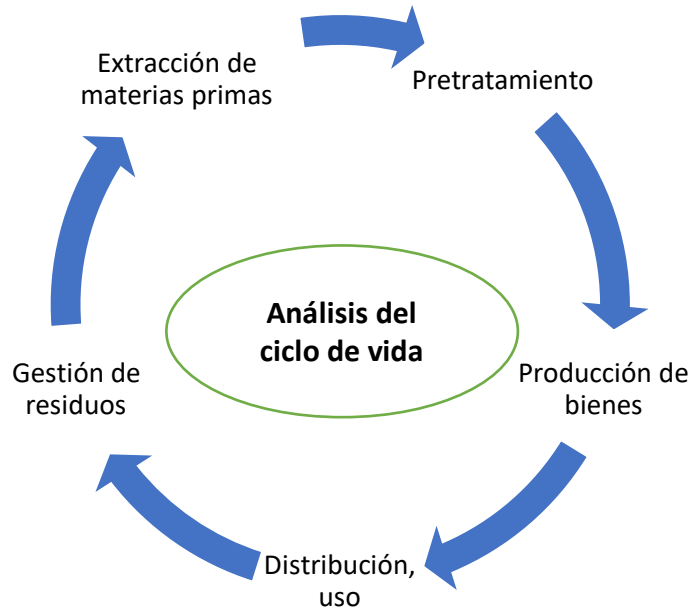 Extracción de
materias primas
Pretratamiento
Análisis del
ciclo de vida
Gestión de
residuos
Producción de
bienes
Distribución,
uso